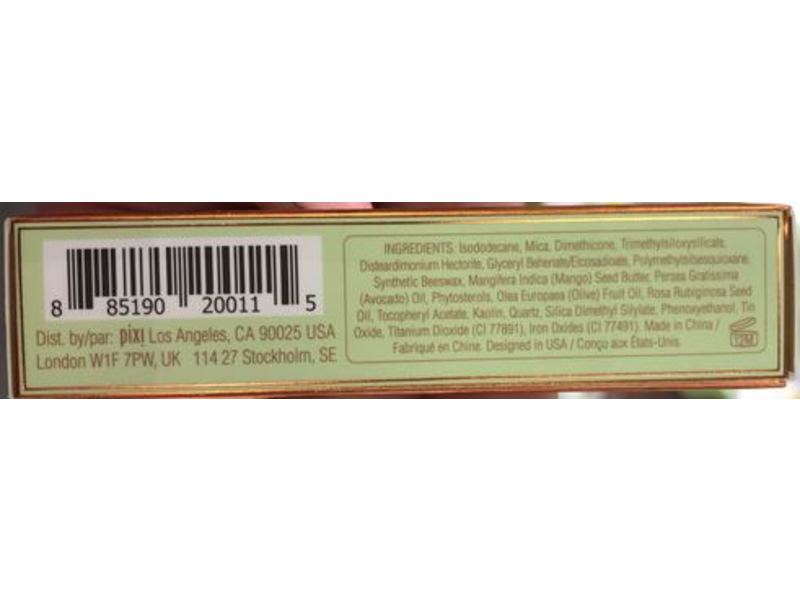 8 85190 20011 5
Dist. by/par: pixi Los Angeles, CA 90025 USA
London W1F 7PW, UK 114 27 Stockholm, SE
INGREDIENTS: Isododecane, Mica, Dimethicone, Trimethylsiloxysilicate,
Disteardimonium Hectorite, Glyceryl Behenate/Eicosadioate, Polymethylsilsesquioxane,
Synthetic Beeswax, Mangifera Indica (Mango) Seed Butter, Persea Gratissima
(Avocado) Oil, Phytosterols, Olea Europaea (Olive) Fruit Oil, Rosa Rubiginosa Seed
Oil, Tocopheryl Acetate, Kaolin, Quartz, Silica Dimethyl Silylate, Phenoxyethanol, Tin
Oxide, Titanium Dioxide (CI 77891), Iron Oxides (CI 77491). Made in China /
Fabriqué en Chine. Designed in USA / Conçu aux États-Unis.
12M